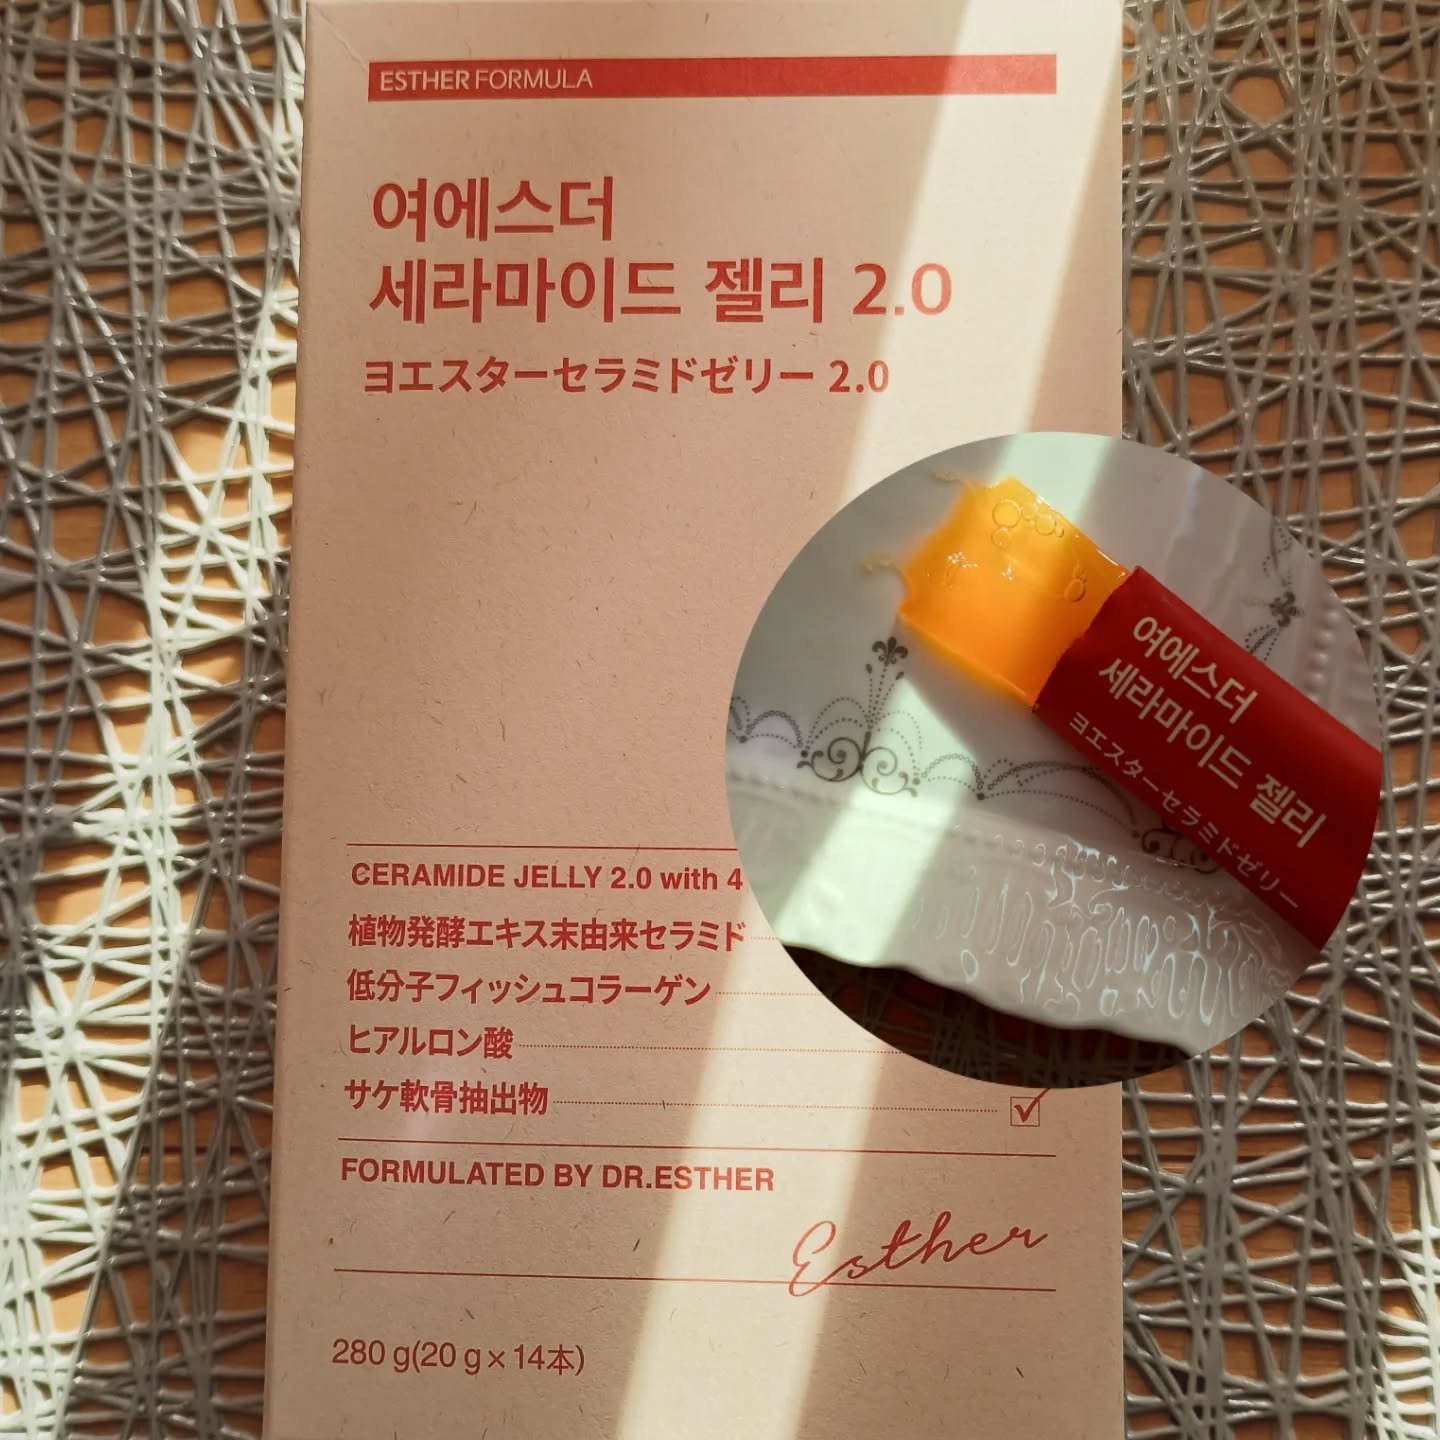 ESTHER FORMULA
여에스더
세라마이드 젤리 2.0
ヨエスターセラミドゼリー 2.0
여에스더
세라마이드 젤리
ヨエスターセラミドゼリー
CERAMIDE JELLY 2.0 with 4
植物発酵エキス末由来セラミド
低分子フィッシュコラーゲン
ヒアルロン酸
サケ軟骨抽出物
FORMULATED BY DR.ESTHER
Esther
280 g(20 g × 14本)